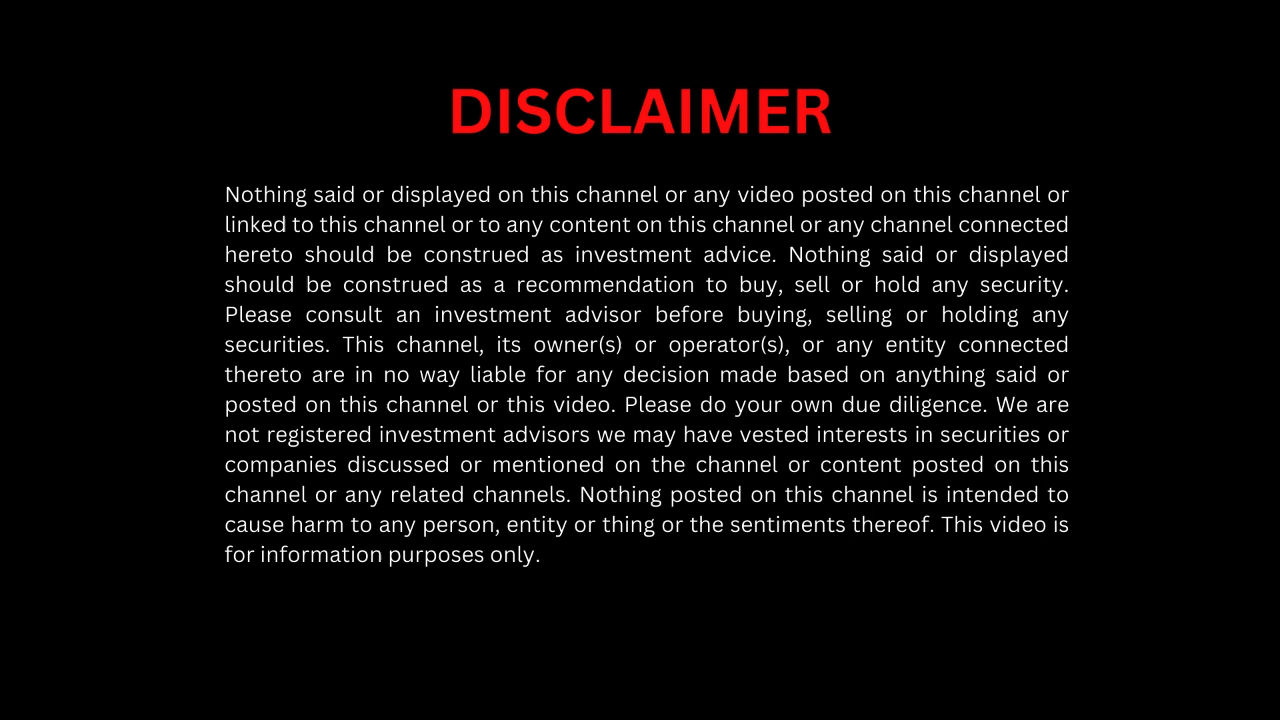 DISCLAIMER
Nothing said or displayed on this channel or any video posted on this channel or
linked to this channel or to any content on this channel or any channel connected
hereto should be construed as investment advice. Nothing said or displayed
should be construed as a recommendation to buy, sell or hold any security.
Please consult an investment advisor before buying, selling or holding any
securities. This channel, its owner(s) or operator(s), or any entity connected
thereto are in no way liable for any decision made based on anything said or
posted on this channel or this video. Please do your own due diligence. We are
not registered investment advisors we may have vested interests in securities or
companies discussed or mentioned on the channel or content posted on this
channel or any related channels. Nothing posted on this channel is intended to
cause harm to any person, entity or thing or the sentiments thereof. This video is
for information purposes only.